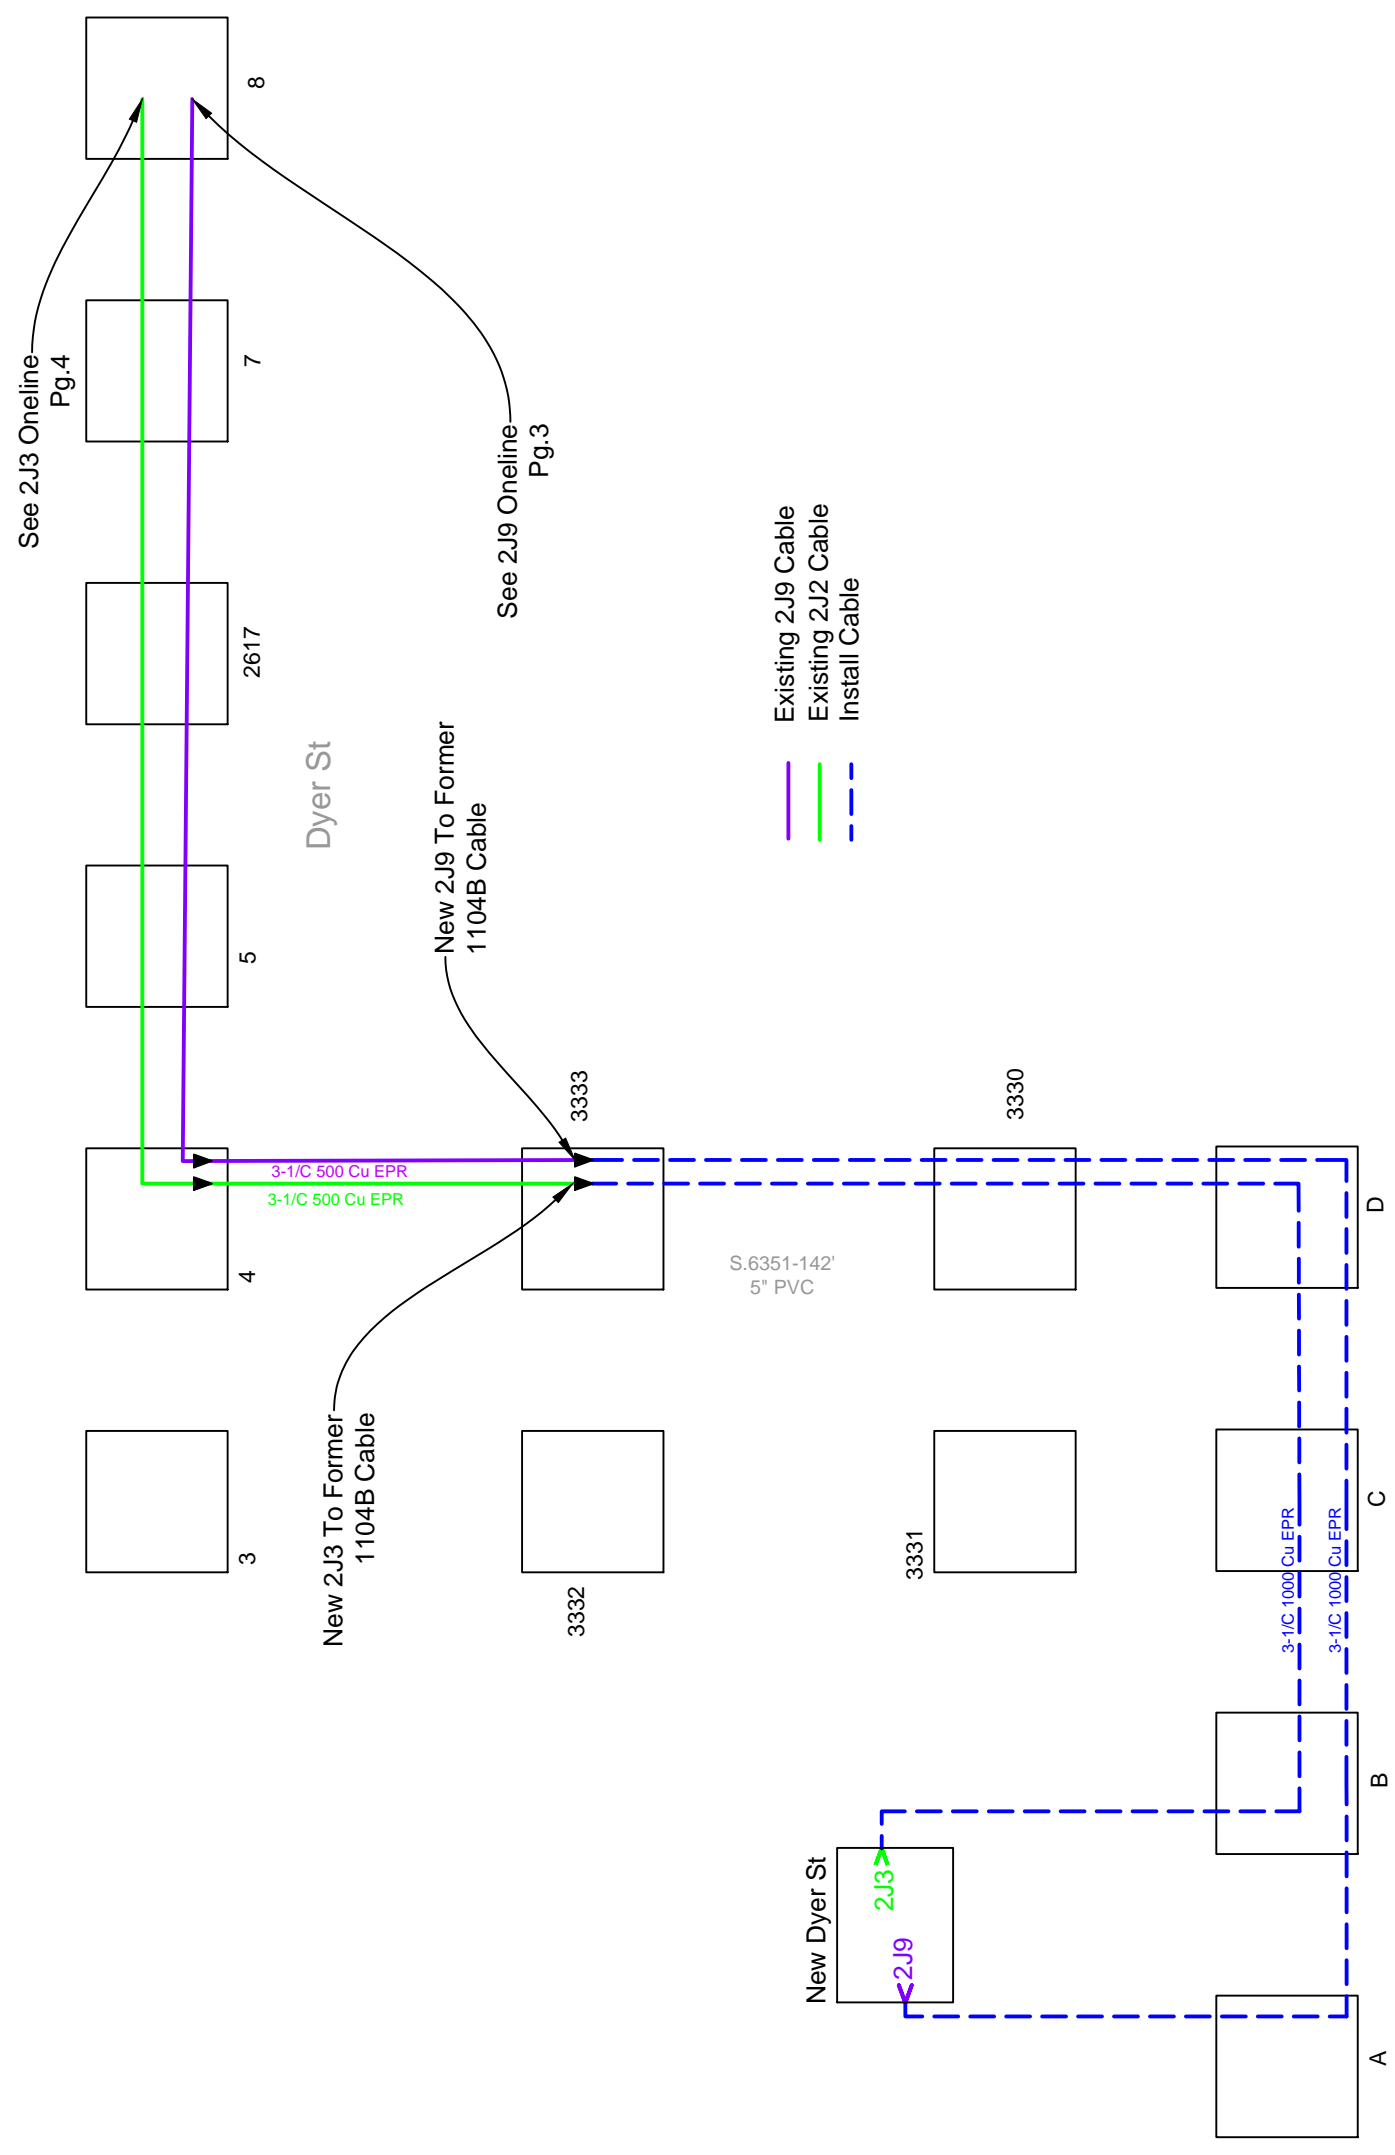 See 2J3 Oneline
Pg.4
8
7
2617
5
4
3
See 2J9 Oneline
Pg.3
Dyer St
New 2J9 To Former
1104B Cable
3-1/C 500 Cu EPR
3-1/C 500 Cu EPR
New 2J3 To Former
1104B Cable
3333
3332
Existing 2J9 Cable
Existing 2J2 Cable
Install Cable
S.6351-142'
5" PVC
3330
3331
New Dyer St
2J3
2J9
3-1/C 1000 Cu EPR
3-1/C 1000 Cu EPR
D
C
B
A